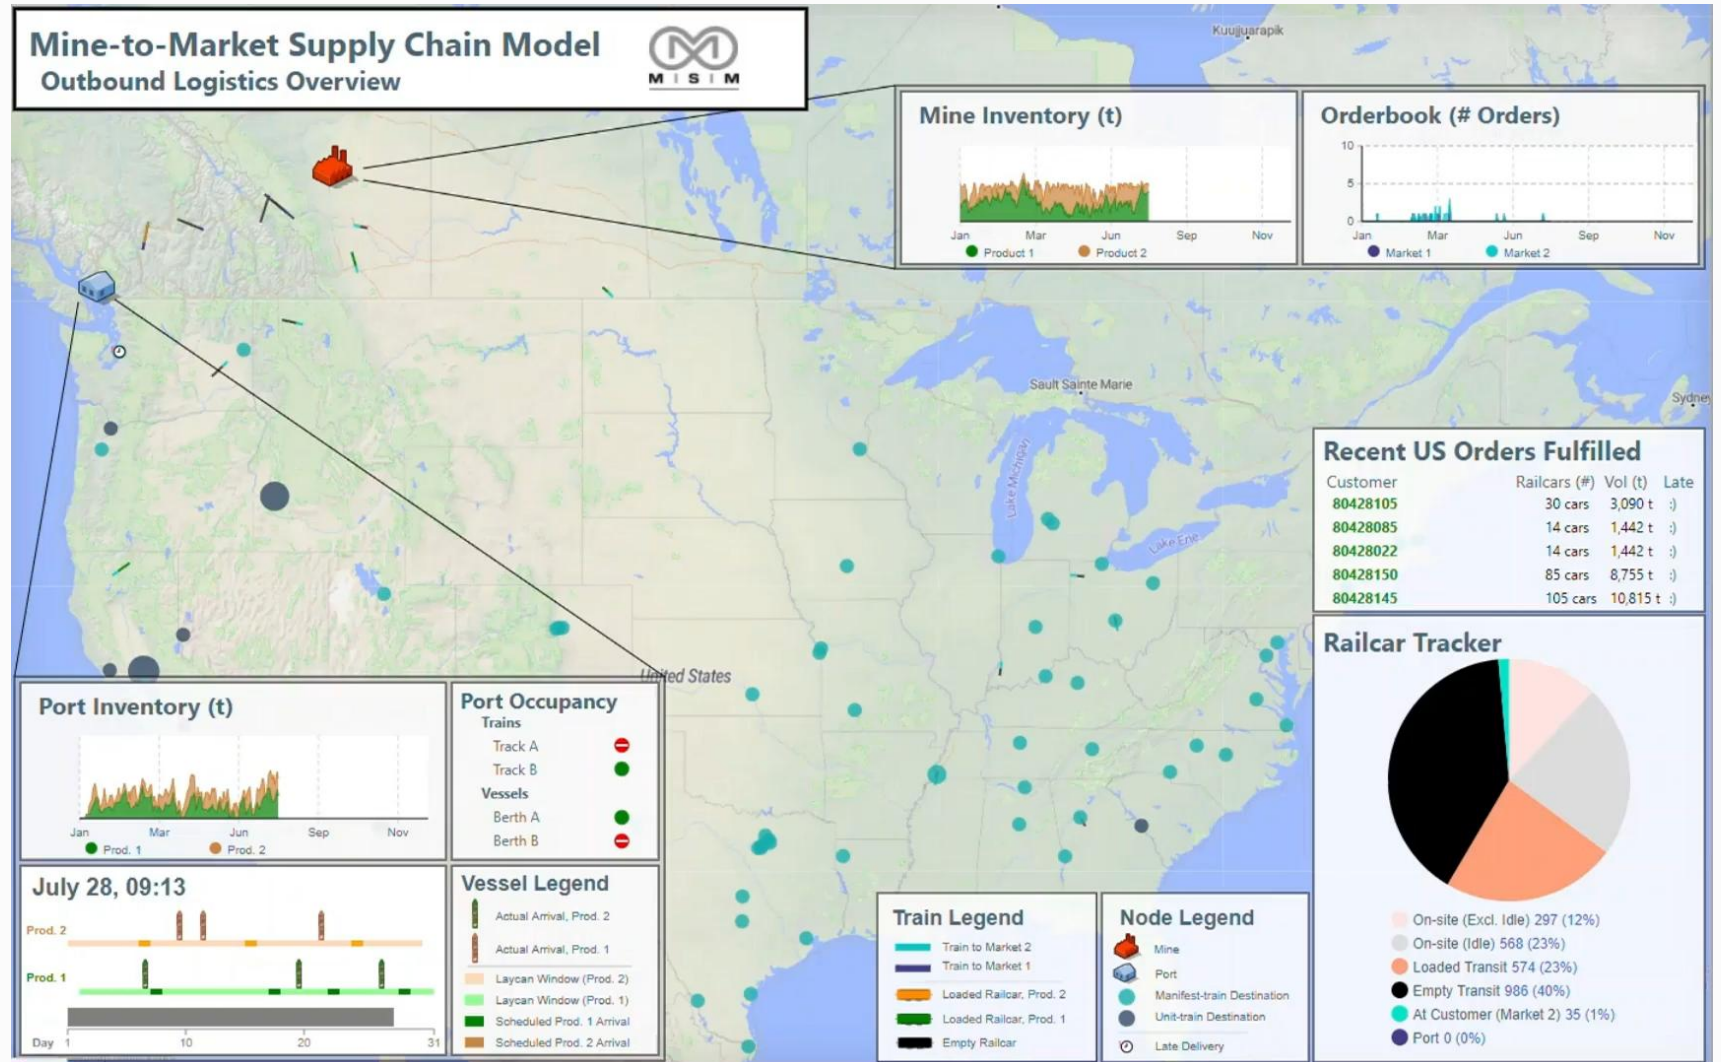 Mine-to-Market Supply Chain Model
Outbound Logistics Overview
MISIM
Kuujjuarapik
Mine Inventory (t)
Jan Mar Jun Sep Nov
Product 1 Product 2
Orderbook (# Orders)
10
5
0
Jan Mar Jun Sep Nov
Market 1 Market 2
Sault Sainte Marie
Sydney
Lake Michigan
Lake Erie
United States
Recent US Orders Fulfilled
Customer Railcars (#) Vol (t) Late
80428105 30 cars 3,090 t :)
80428085 14 cars 1,442 t :)
80428022 14 cars 1,442 t :)
80428150 85 cars 8,755 t :)
80428145 105 cars 10,815 t :)
Railcar Tracker
On-site (Excl. Idle) 297 (12%)
On-site (Idle) 568 (23%)
Loaded Transit 574 (23%)
Empty Transit 986 (40%)
At Customer (Market 2) 35 (1%)
Port 0 (0%)
Port Inventory (t)
Jan Mar Jun Sep Nov
Prod. 1 Prod. 2
Port Occupancy
Trains
Track A
Track B
Vessels
Berth A
Berth B
July 28, 09:13
Prod. 2
Prod. 1
Day 1 10 20 31
Vessel Legend
Actual Arrival, Prod. 2
Actual Arrival, Prod. 1
Laycan Window (Prod. 2)
Laycan Window (Prod. 1)
Scheduled Prod. 1 Arrival
Scheduled Prod. 2 Arrival
Train Legend
Train to Market 2
Train to Market 1
Loaded Railcar, Prod. 2
Loaded Railcar, Prod. 1
Empty Railcar
Node Legend
Mine
Port
Manifest-train Destination
Unit-train Destination
Late Delivery